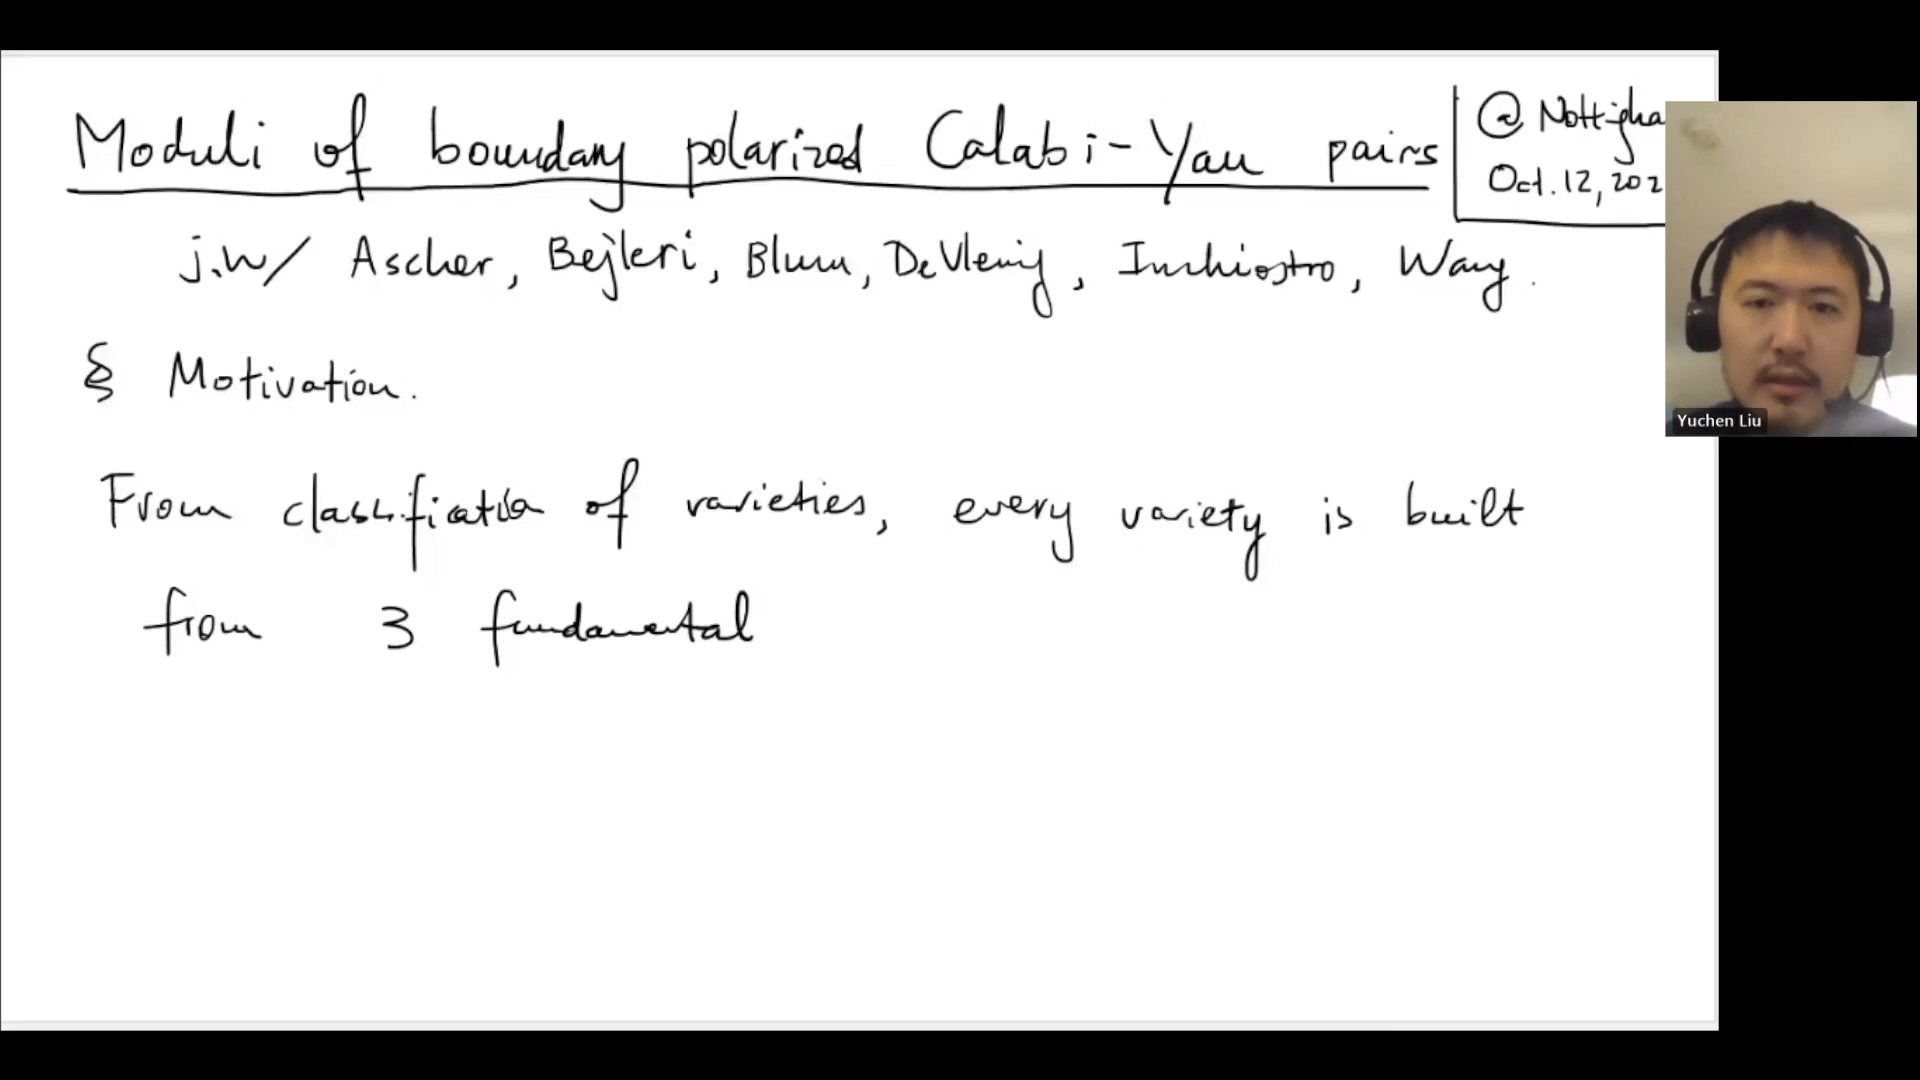 Moduli of boundary polarized Calabi-Yau pairs
@ Nottingha
Oct. 12, 202
j.w/ Ascher, Bejleri, Blum, DeVleming, Inchiostro, Wang.
§ Motivation.
From classification of varieties, every variety is built
from 3 fundamental
Yuchen Liu